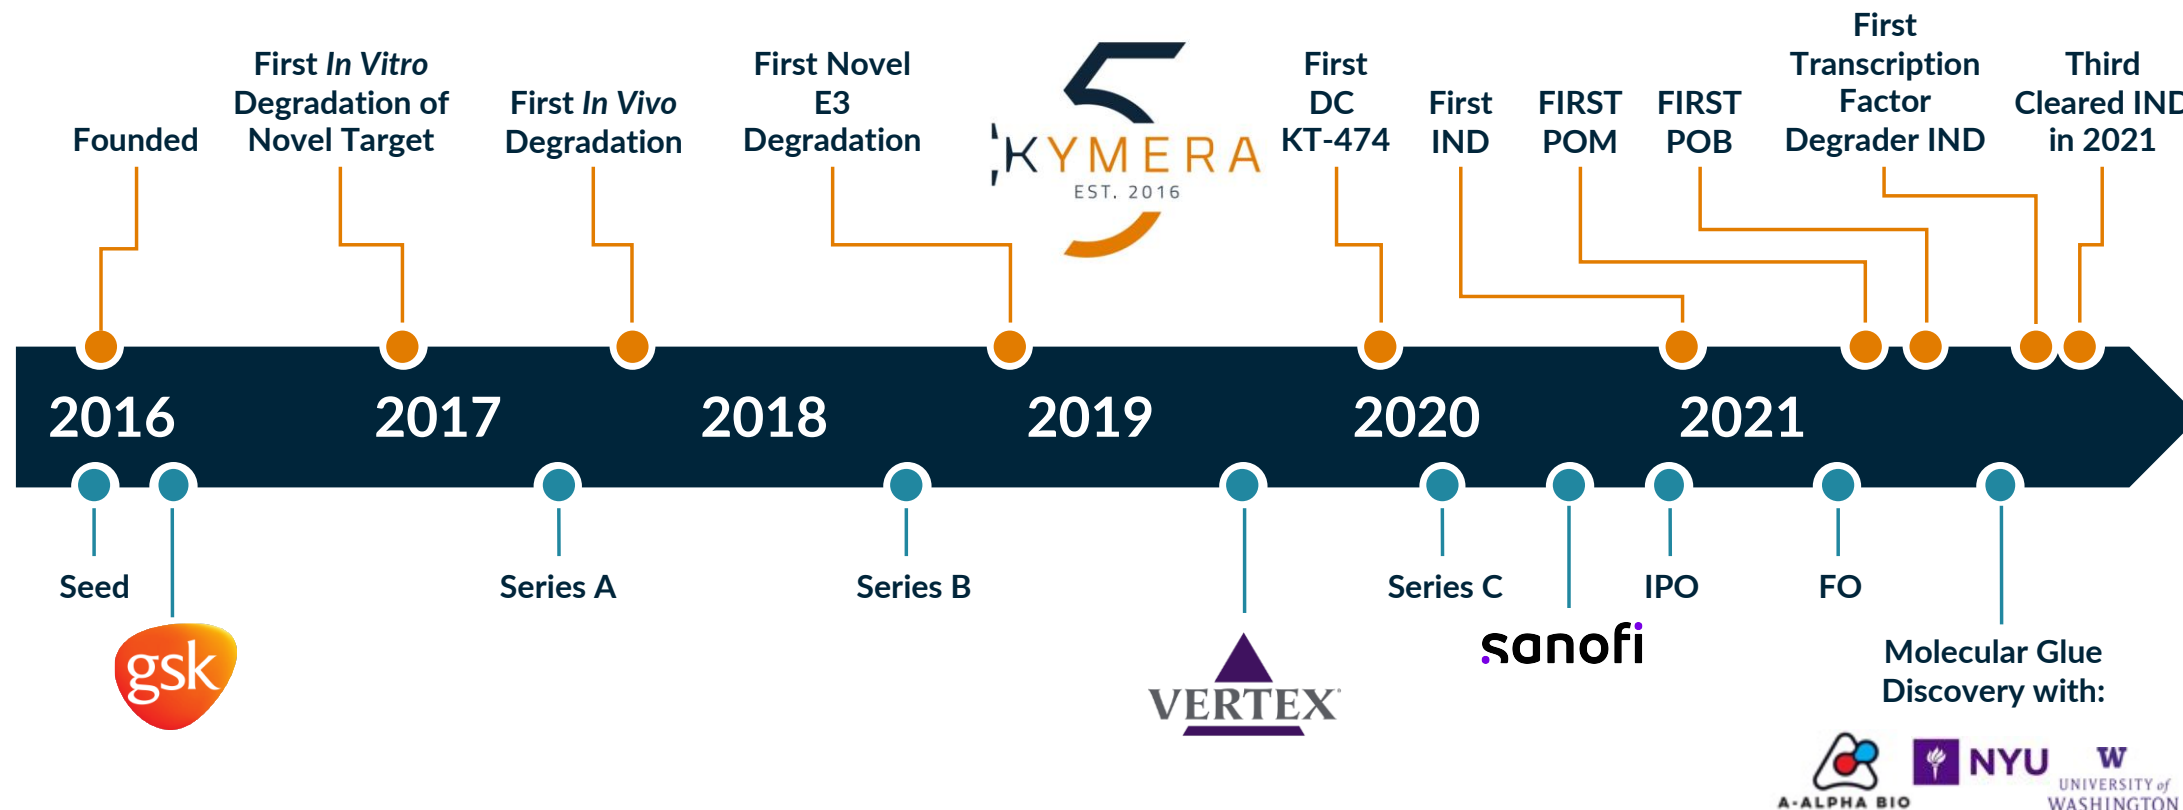 Founded
First In Vitro
Degradation of
Novel Target
First In Vivo
Degradation
First Novel
E3
Degradation
KYMERA
EST. 2016
First
DC
KT-474
First
IND
FIRST
POM
FIRST
POB
First
Transcription
Factor
Degrader IND
Third
Cleared IND
in 2021
2016
2017
2018
2019
2020
2021
Seed
gsk
Series A
Series B
VERTEX
Series C
sanofi
IPO
FO
Molecular Glue
Discovery with:
A-ALPHA BIO
NYU
W
UNIVERSITY of
WASHINGTON